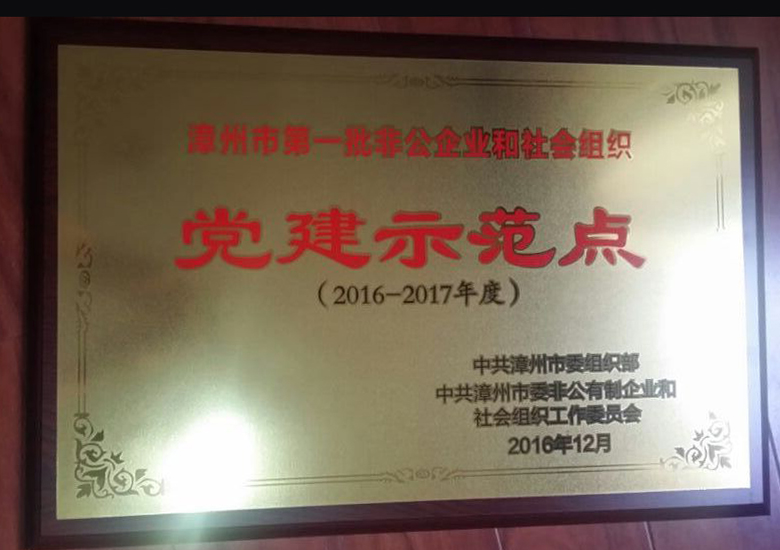 漳州市第一批非公企业和社会组织
党建示范点
（2016-2017年度）
中共漳州市委组织部
中共漳州市委非公有制企业和
社会组织工作委员会
2016年12月